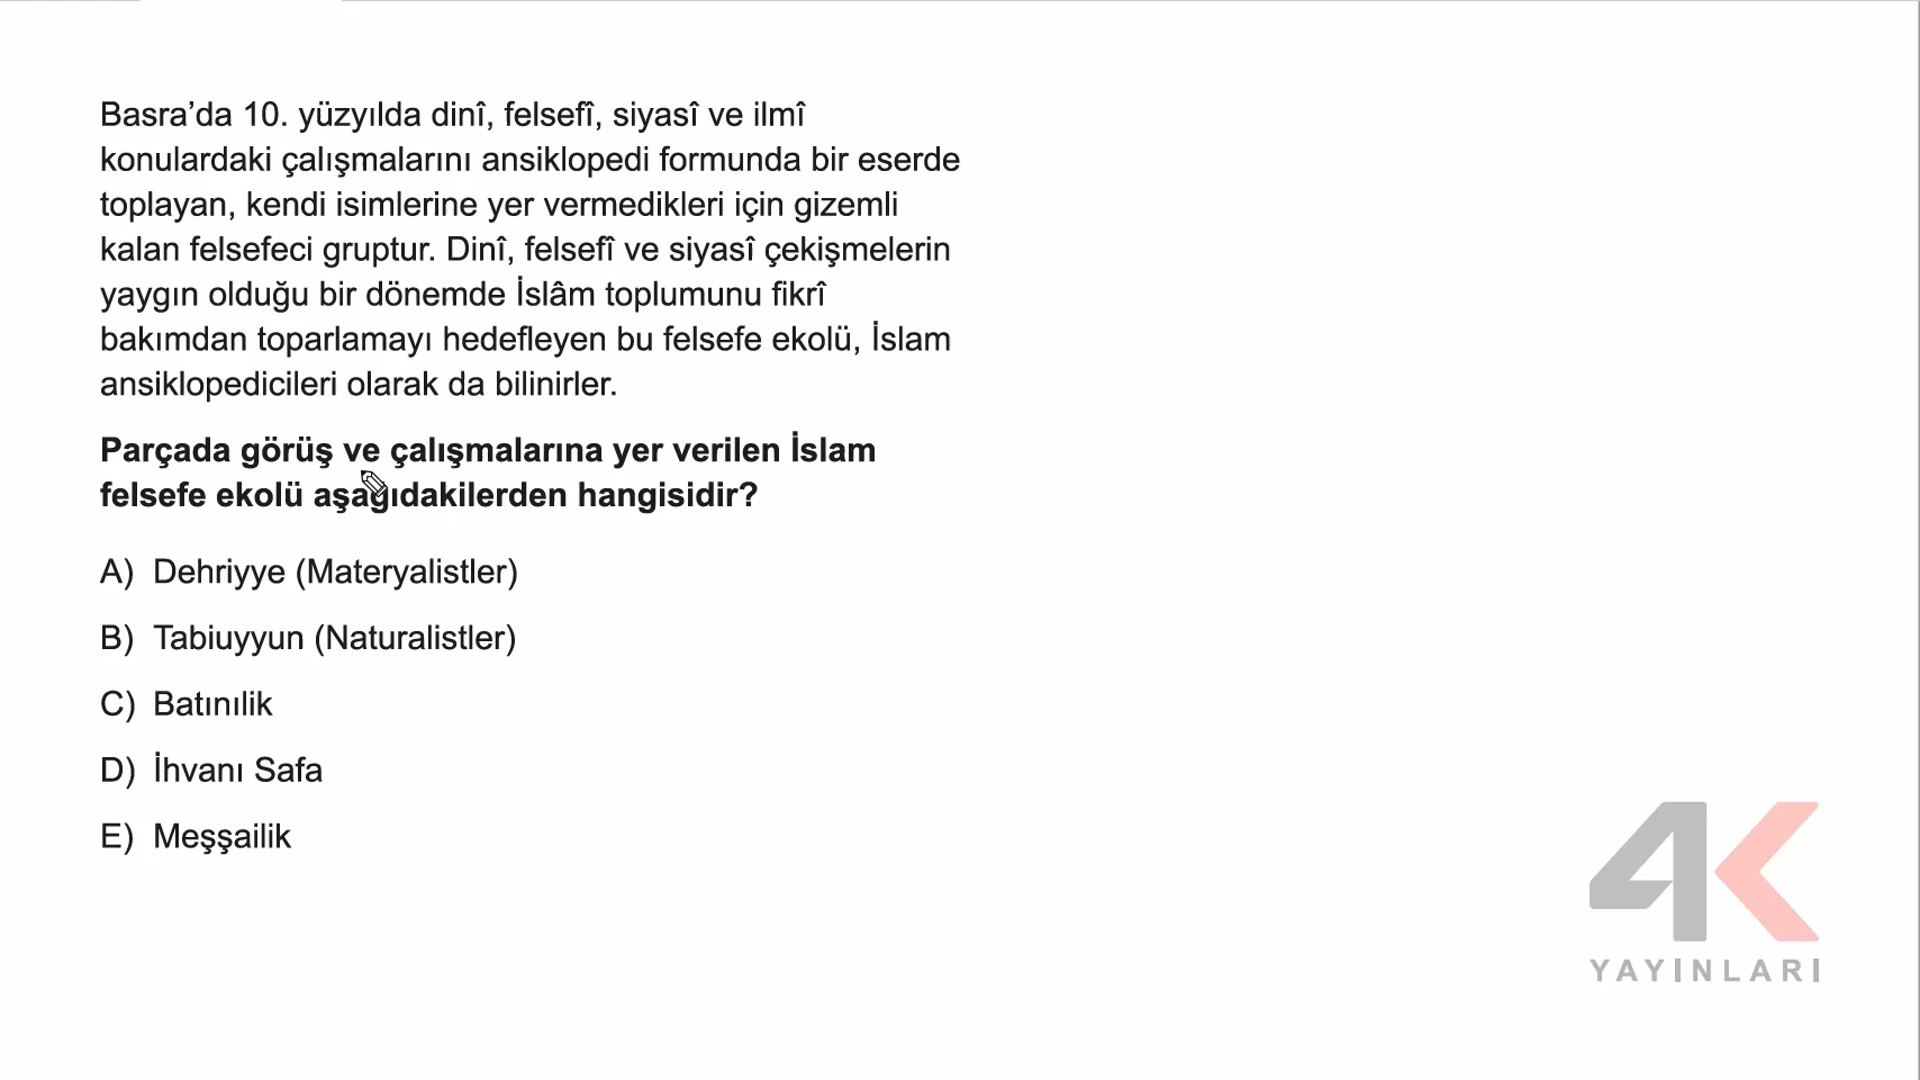 Basra’da 10. yüzyılda dinî, felsefî, siyasî ve ilmî
konulardaki çalışmalarını ansiklopedi formunda bir eserde
toplayan, kendi isimlerine yer vermedikleri için gizemli
kalan felsefeci gruptur. Dinî, felsefî ve siyasî çekişmelerin
yaygın olduğu bir dönemde İslâm toplumunu fikrî
bakımdan toparlamayı hedefleyen bu felsefe ekolü, İslam
ansiklopedicileri olarak da bilinirler.
Parçada görüş ve çalışmalarına yer verilen İslam
felsefe ekolü aşağıdakilerden hangisidir?
A) Dehriyye (Materyalistler)
B) Tabiuyyun (Naturalistler)
C) Batınılik
D) İhvanı Safa
E) Meşşailik
4K
YAYINLARI